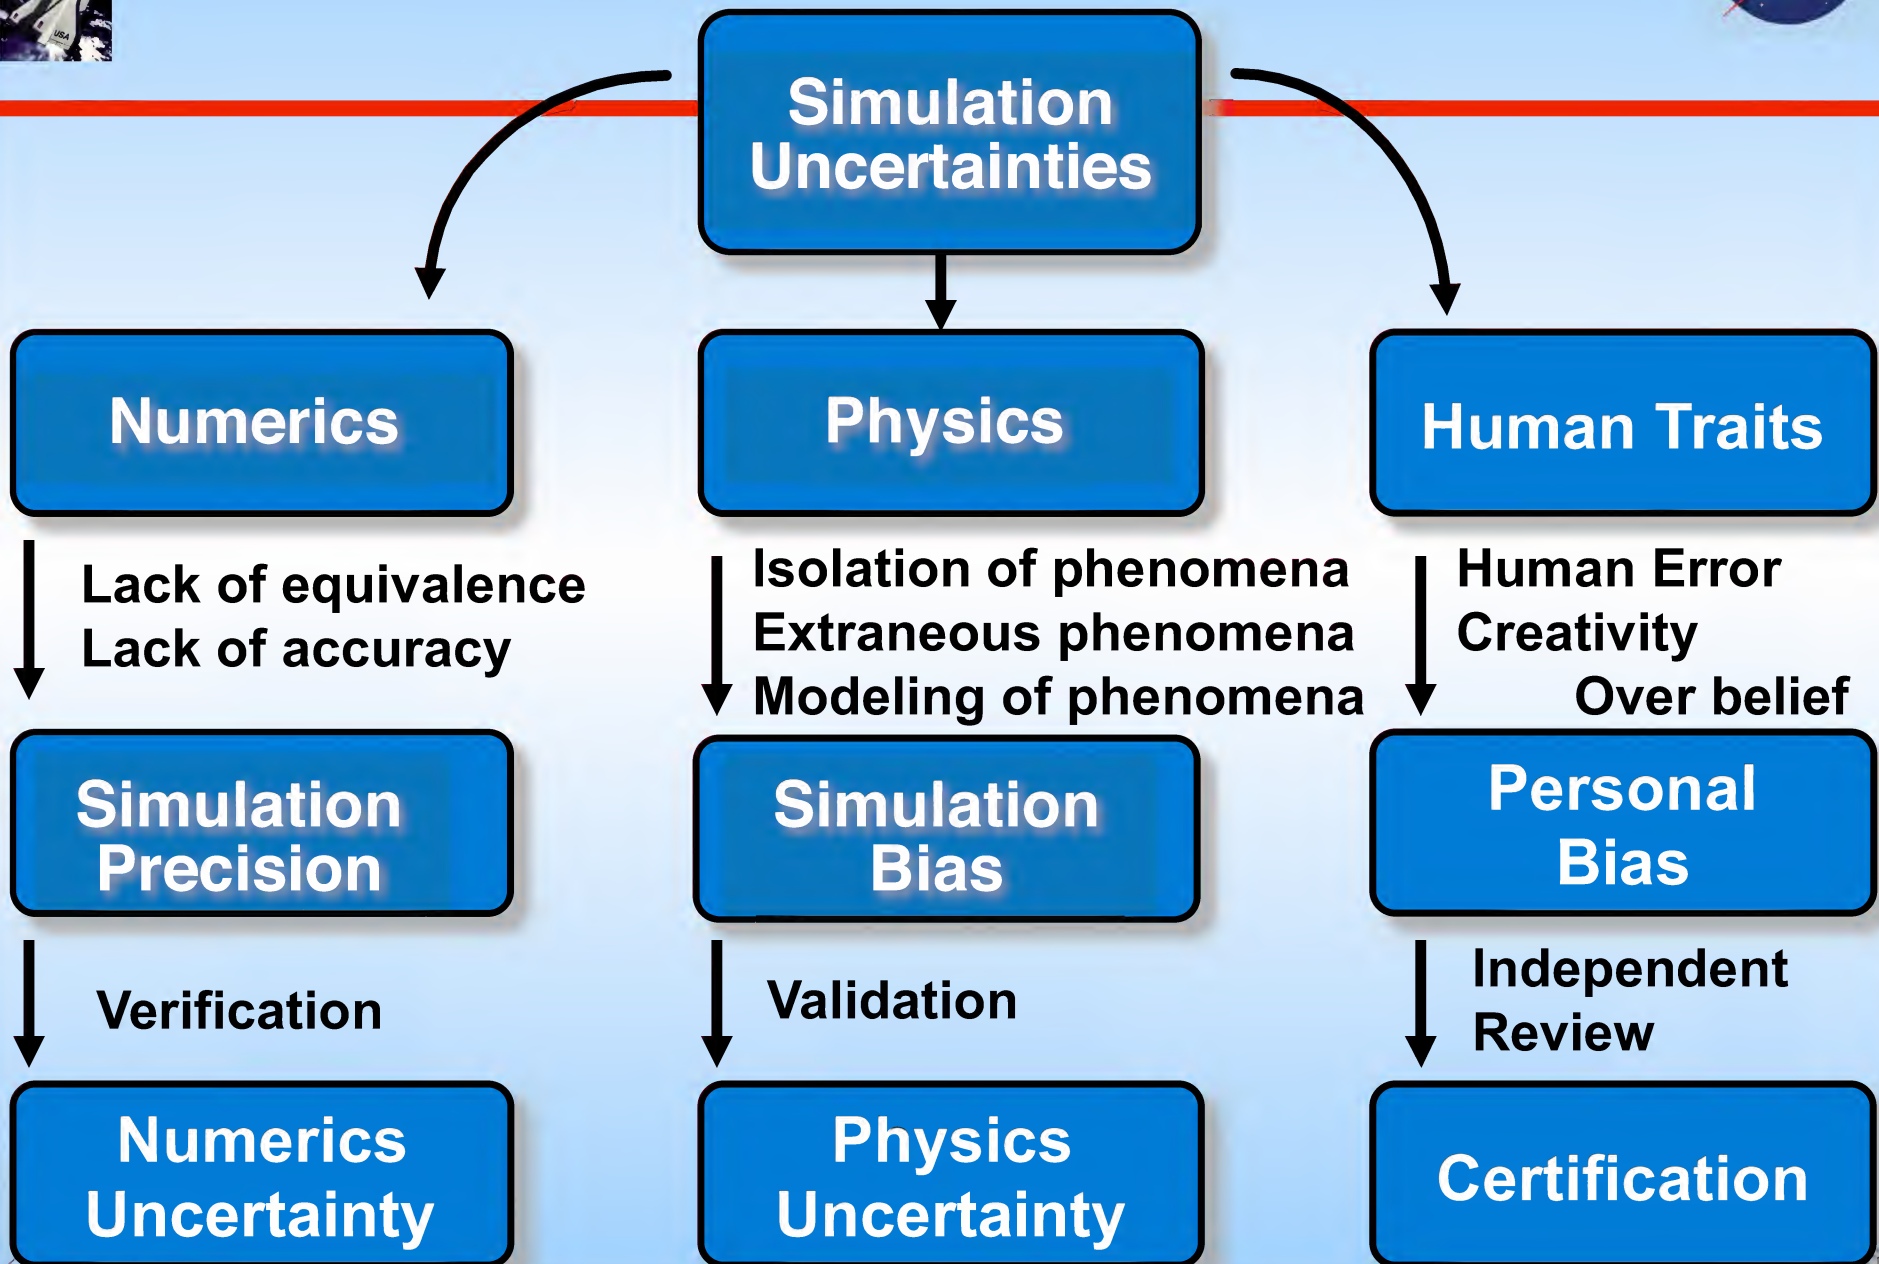 USA
Simulation
Uncertainties
Numerics
Physics
Human Traits
Lack of equivalence
Lack of accuracy
Isolation of phenomena
Extraneous phenomena
Modeling of phenomena
Human Error
Creativity
Over belief
Simulation
Precision
Simulation
Bias
Personal
Bias
Verification
Validation
Independent
Review
Numerics
Uncertainty
Physics
Uncertainty
Certification